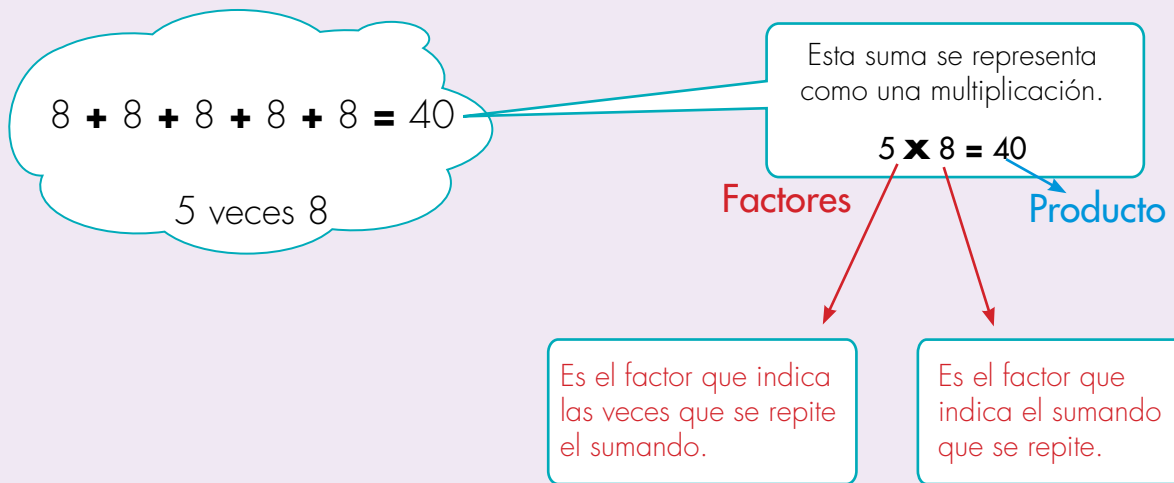 8 + 8 + 8 + 8 + 8 = 40
5 veces 8
Esta suma se representa
como una multiplicación.
5 x 8 = 40
Factores
Producto
Es el factor que indica
las veces que se repite
el sumando.
Es el factor que
indica el sumando
que se repite.